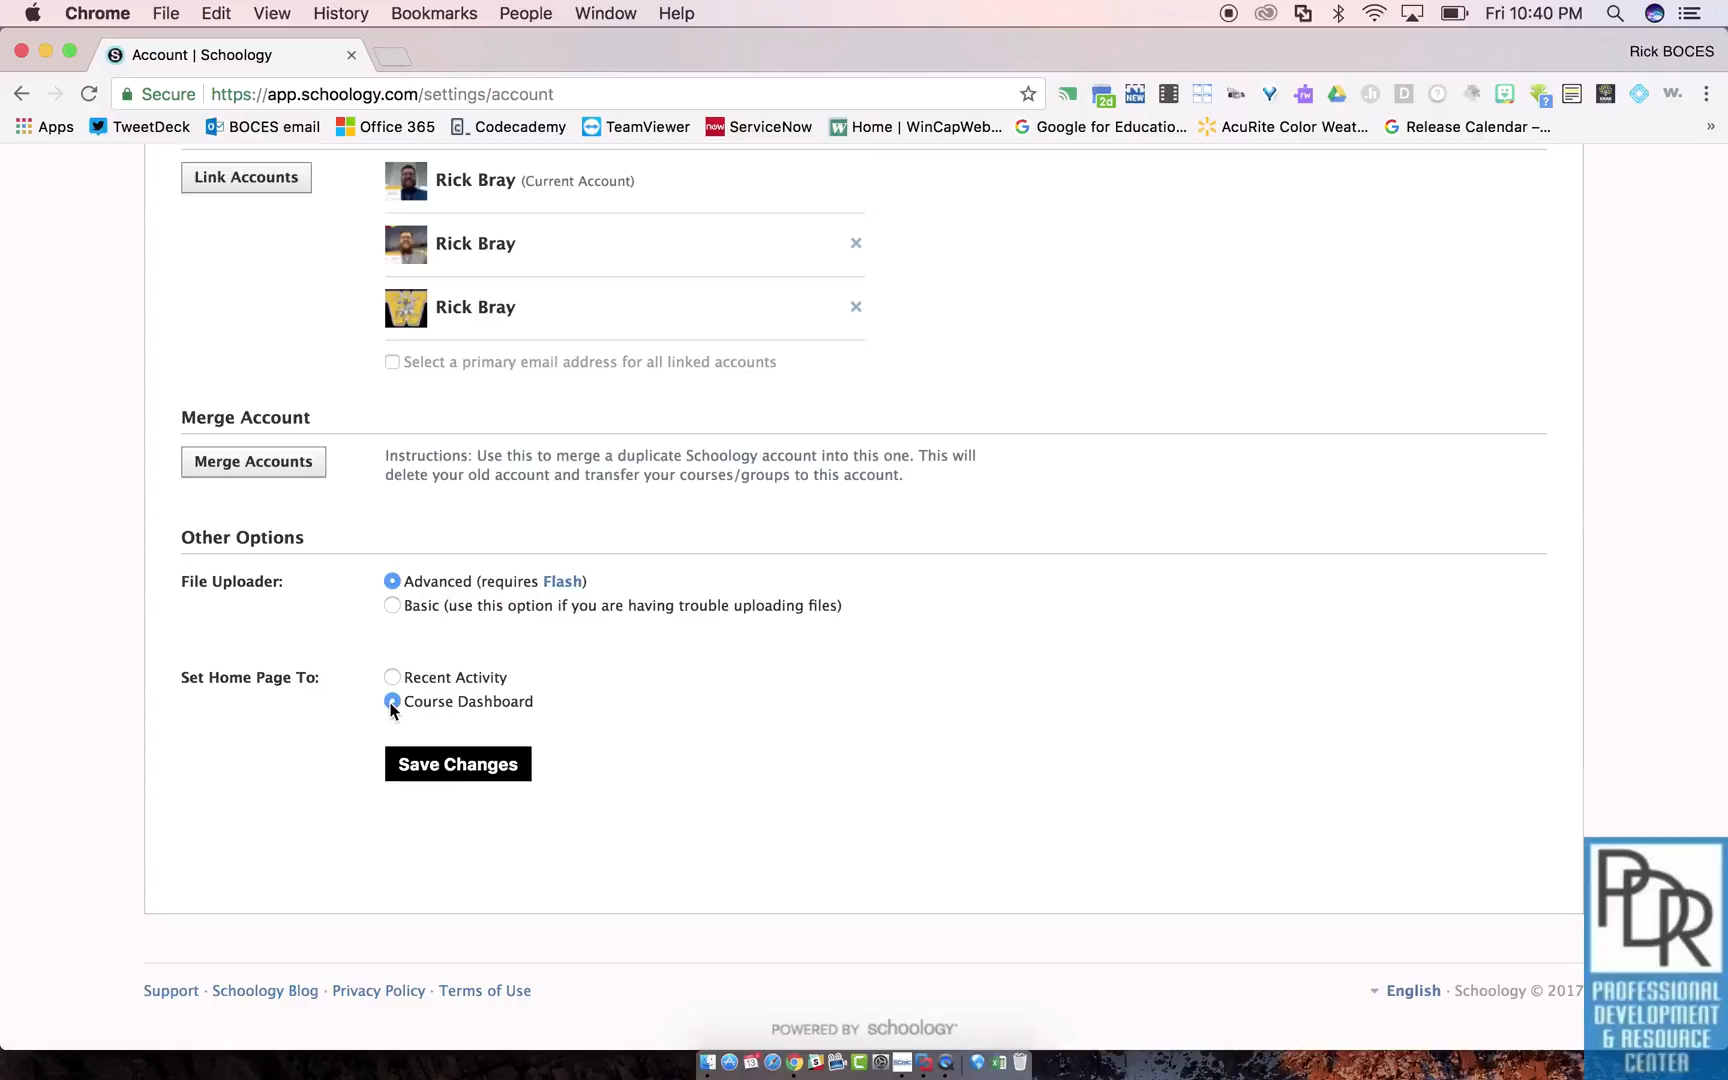 Chrome File Edit View History Bookmarks People Window Help Fri 10:40 PM
Account | Schoology Rick BOCES
Secure https://app.schoology.com/settings/account
Apps TweetDeck BOCES email Office 365 Codecademy TeamViewer ServiceNow Home | WinCapWeb... Google for Educatio... AcuRite Color Weat... Release Calendar –... »
Link Accounts
Rick Bray (Current Account)
Rick Bray
Rick Bray
Select a primary email address for all linked accounts
Merge Account
Merge Accounts
Instructions: Use this to merge a duplicate Schoology account into this one. This will
delete your old account and transfer your courses/groups to this account.
Other Options
File Uploader:
Advanced (requires Flash)
Basic (use this option if you are having trouble uploading files)
Set Home Page To:
Recent Activity
Course Dashboard
Save Changes
Support · Schoology Blog · Privacy Policy · Terms of Use
English · Schoology © 2017
POWERED BY schoology
PDR
PROFESSIONAL
DEVELOPMENT
& RESOURCE
CENTER